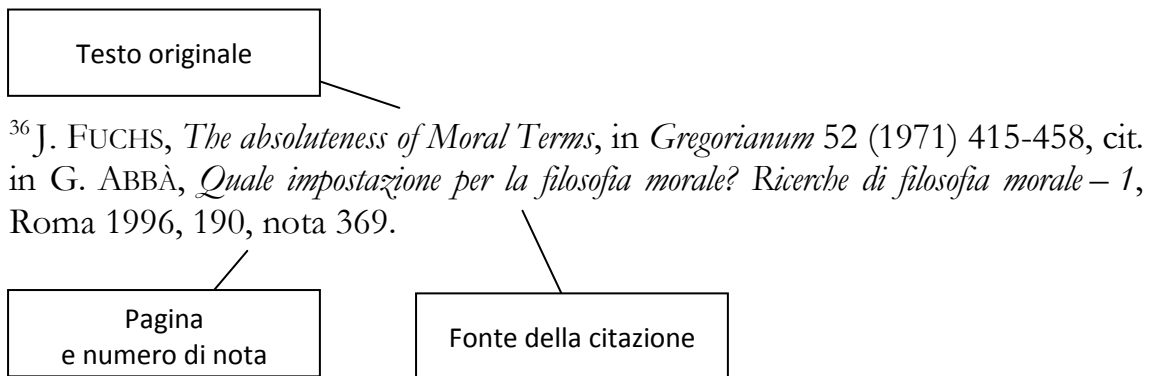 Testo originale
³⁶ J. FUCHS, The absoluteness of Moral Terms, in Gregorianum 52 (1971) 415-458, cit.
in G. ABBÀ, Quale impostazione per la filosofia morale? Ricerche di filosofia morale – 1,
Roma 1996, 190, nota 369.
Pagina
e numero di nota
Fonte della citazione